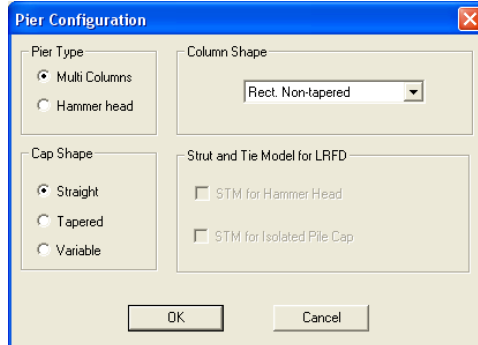 Pier Configuration
Pier Type
Multi Columns
Hammer head
Column Shape
Rect. Non-tapered
Cap Shape
Straight
Tapered
Variable
Strut and Tie Model for LRFD
STM for Hammer Head
STM for Isolated Pile Cap
OK
Cancel